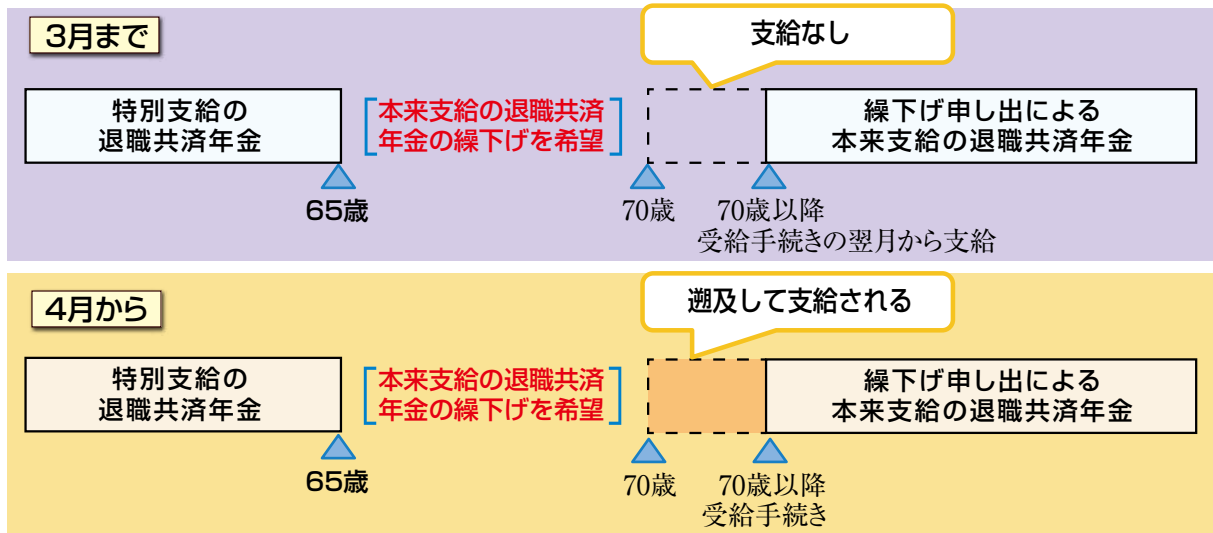 3月まで
支給なし
特別支給の
退職共済年金
本来支給の退職共済
年金の繰下げを希望
繰下げ申し出による
本来支給の退職共済年金
65歳
70歳
70歳以降
受給手続きの翌月から支給
4月から
遡及して支給される
特別支給の
退職共済年金
本来支給の退職共済
年金の繰下げを希望
繰下げ申し出による
本来支給の退職共済年金
65歳
70歳
70歳以降
受給手続き